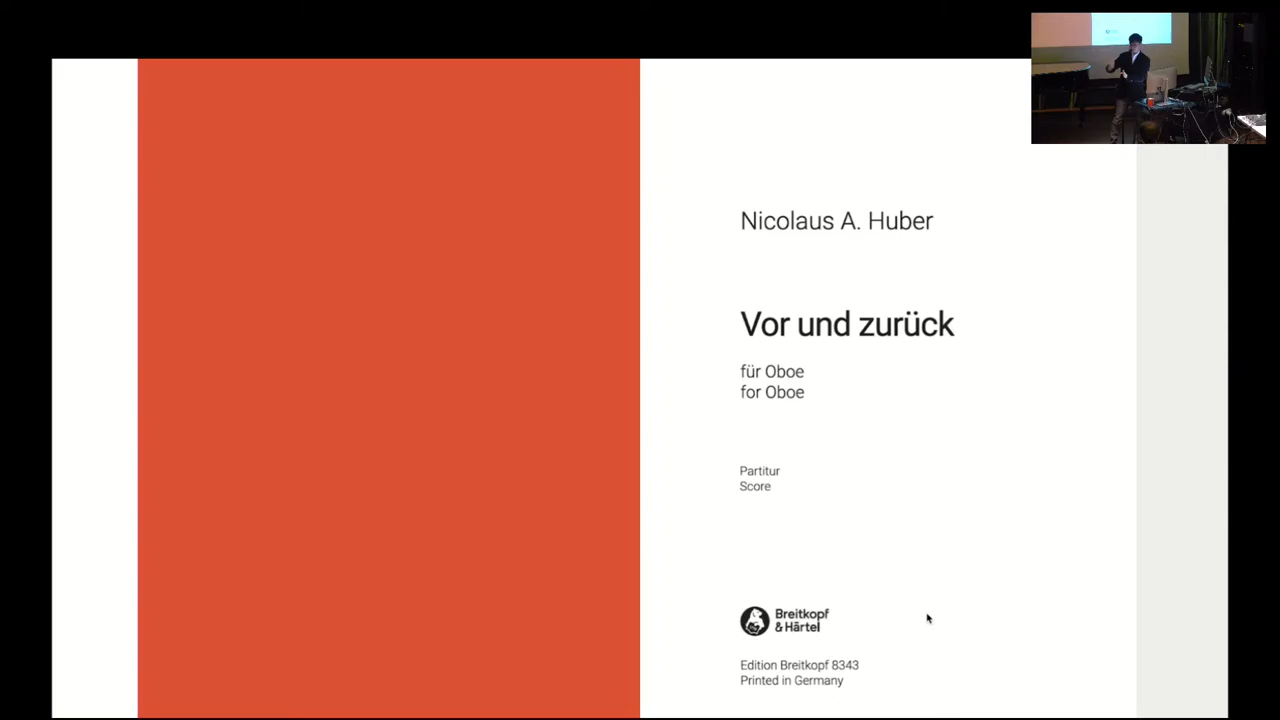 Nicolaus A. Huber
Vor und zurück
für Oboe
for Oboe
Partitur
Score
Breitkopf
& Härtel
Edition Breitkopf 8343
Printed in Germany